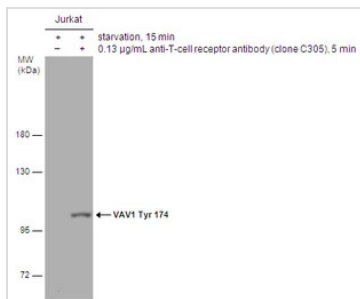 Jurkat
+ + starvation, 15 min
− + 0.13 µg/mL anti-T-cell receptor antibody (clone C305), 5 min
MW
(kDa)
180
130
VAV1 Tyr 174
95
72